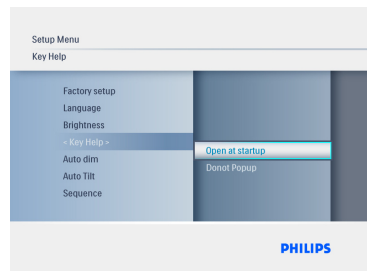 Setup Menu
Key Help
Factory setup
Language
Brightness
< Key Help >
Auto dim
Auto Tilt
Sequence
Open at startup
Donot Popup
PHILIPS